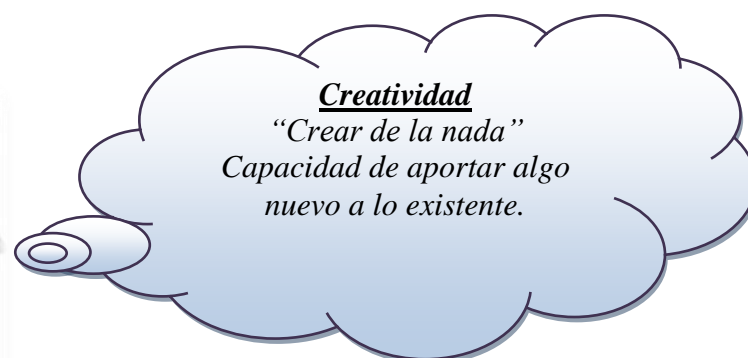 Creatividad
“Crear de la nada”
Capacidad de aportar algo
nuevo a lo existente.